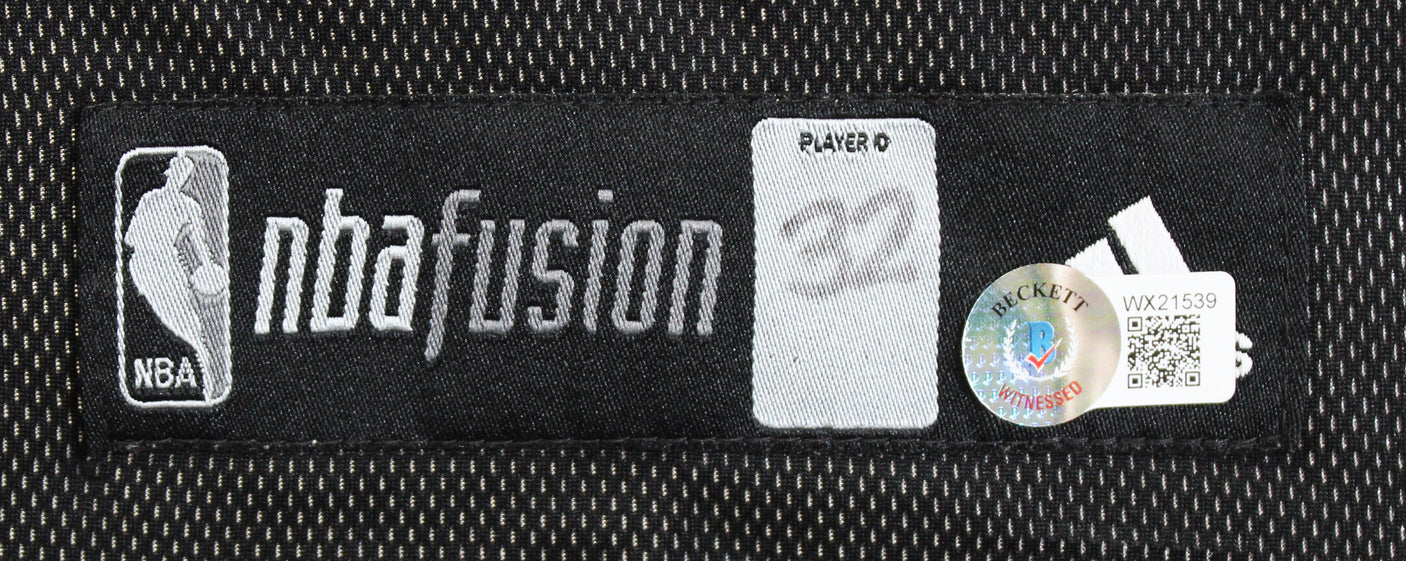 NBA
nbafusion
PLAYER ID
32
BECKETT
B
WITNESSED
WX21539
S